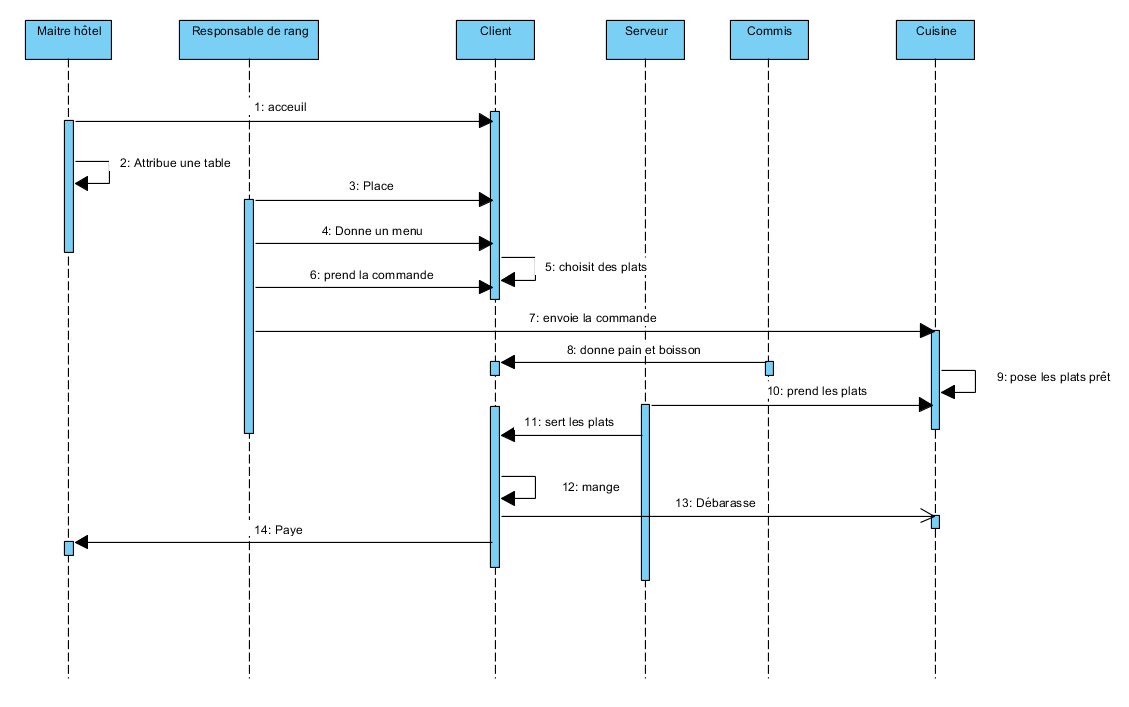 Maitre hôtel
Responsable de rang
Client
Serveur
Commis
Cuisine
1: acceuil
2: Attribue une table
3: Place
4: Donne un menu
5: choisit des plats
6: prend la commande
7: envoie la commande
8: donne pain et boisson
9: pose les plats prêt
10: prend les plats
11: sert les plats
12: mange
13: Débarasse
14: Paye